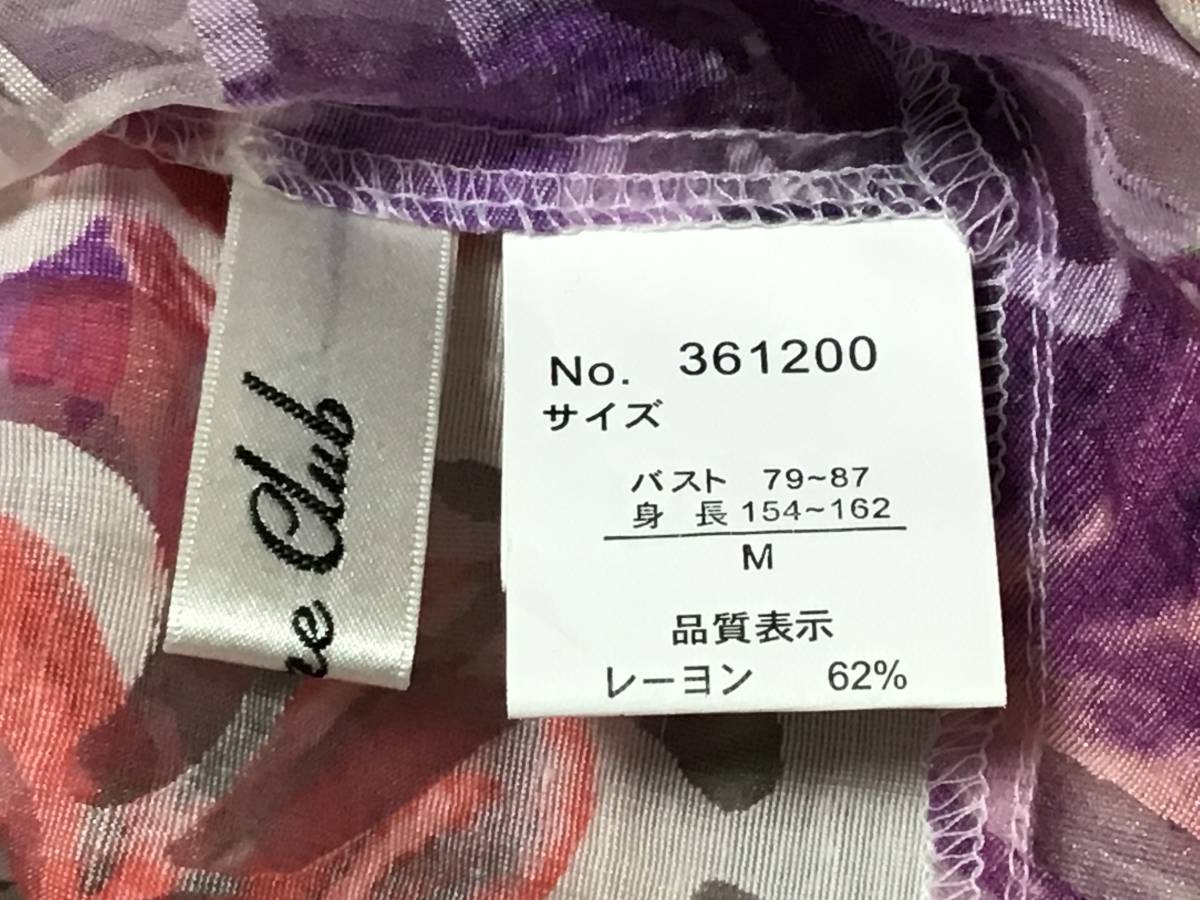 Club
No. 361200
サイズ
バスト 79~87
身 長 154~162
M
品質表示
レーヨン 62%